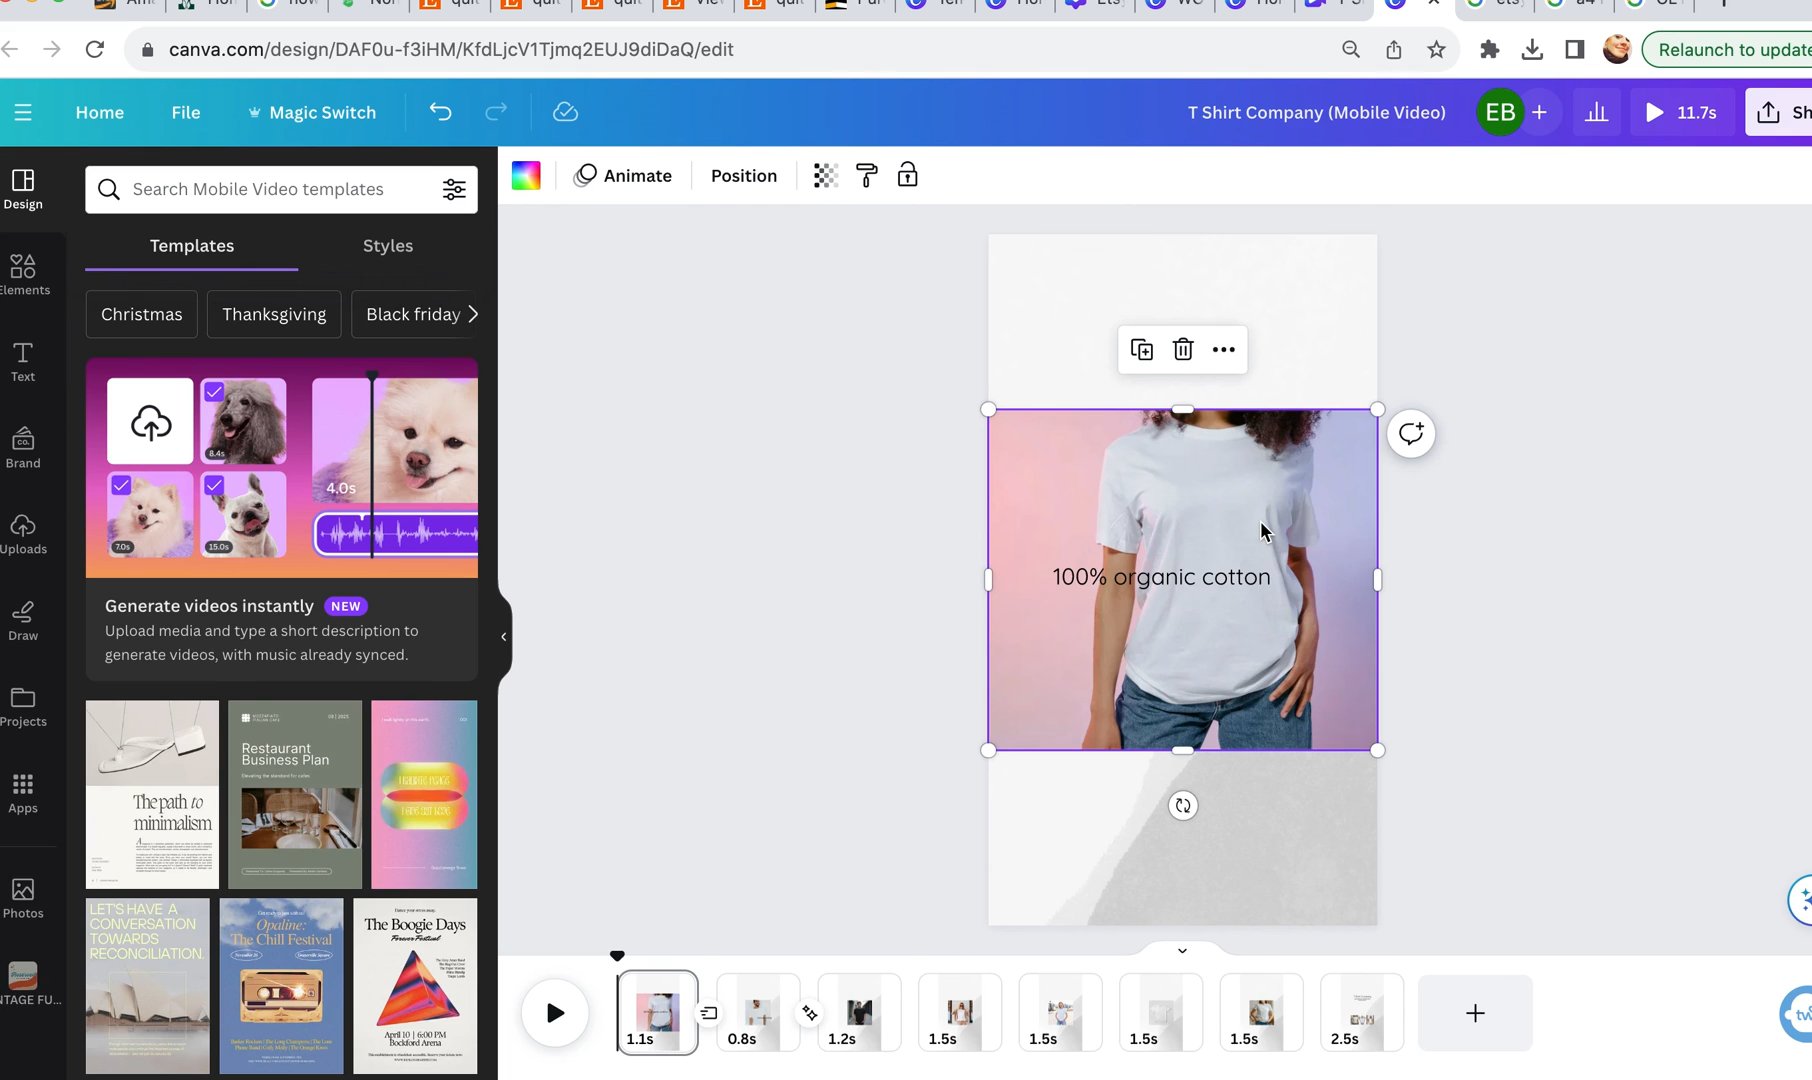 canva.com/design/DAF0u-f3iHM/KfdLjcV1Tjmq2EUJ9diDaQ/edit
Relaunch to update
Home
File
Magic Switch
T Shirt Company (Mobile Video)
EB
11.7s
Sh
Design
Search Mobile Video templates
Animate
Position
Templates
Styles
Elements
Christmas
Thanksgiving
Black friday
Text
8.4s
4.0s
7.0s
15.0s
Brand
Uploads
100% organic cotton
Generate videos instantly NEW
Upload media and type a short description to
generate videos, with music already synced.
Draw
Projects
Restaurant
Business Plan
The path to
minimalism
Apps
Photos
LET'S HAVE A
CONVERSATION
TOWARDS
RECONCILIATION.
Opaline:
The Chill Festival
The Boogie Days
Forever Festival
April 10 | 6:00 PM
Rockford Arena
NTAGE FU...
1.1s
0.8s
1.2s
1.5s
1.5s
1.5s
1.5s
2.5s